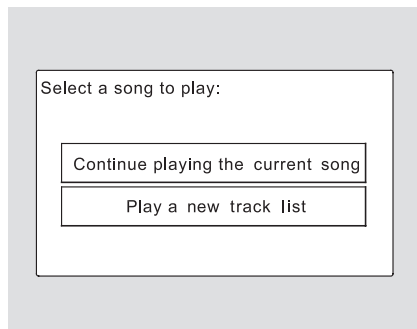 Select a song to play:
Continue playing the current song
Play a new track list